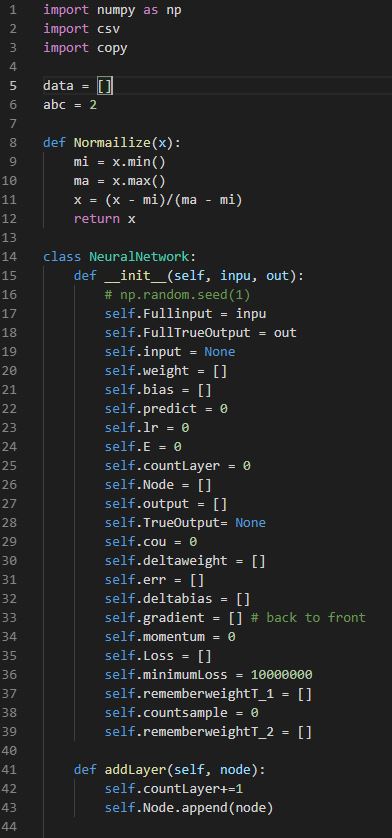 1 import numpy as np
2 import csv
3 import copy
4
5 data = []
6 abc = 2
7
8 def Normailize(x):
9     mi = x.min()
10     ma = x.max()
11     x = (x - mi)/(ma - mi)
12     return x
13
14 class NeuralNetwork:
15     def __init__(self, inpu, out):
16         # np.random.seed(1)
17         self.Fullinput = inpu
18         self.FullTrueOutput = out
19         self.input = None
20         self.weight = []
21         self.bias = []
22         self.predict = 0
23         self.lr = 0
24         self.E = 0
25         self.countLayer = 0
26         self.Node = []
27         self.output = []
28         self.TrueOutput= None
29         self.cou = 0
30         self.deltaweight = []
31         self.err = []
32         self.deltabias = []
33         self.gradient = [] # back to front
34         self.momentum = 0
35         self.Loss = []
36         self.minimumLoss = 10000000
37         self.rememberweightT_1 = []
38         self.countsample = 0
39         self.rememberweightT_2 = []
40
41     def addLayer(self, node):
42         self.countLayer+=1
43         self.Node.append(node)
44